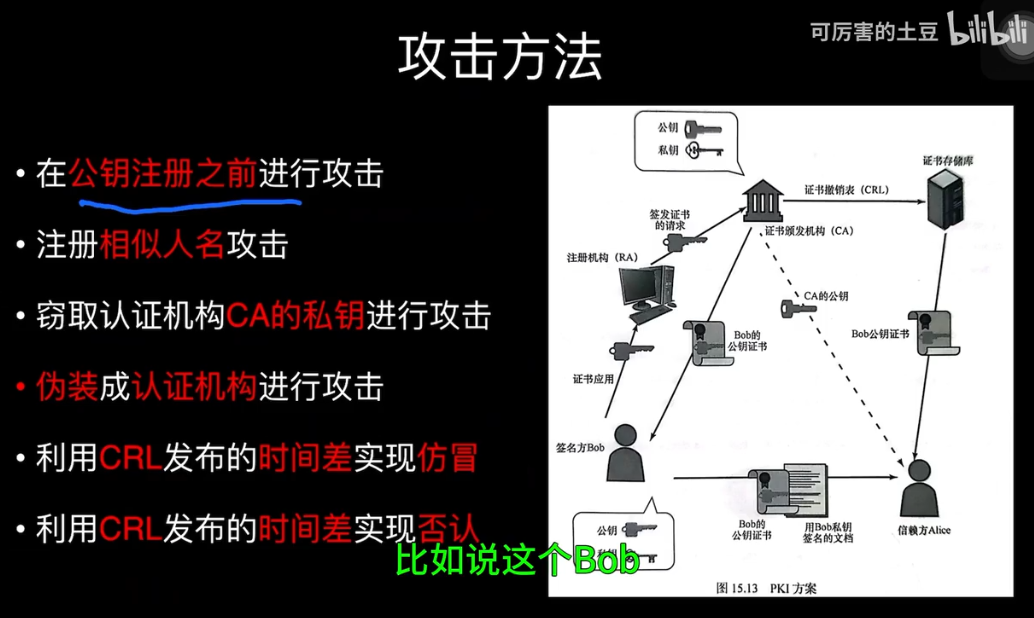 可厉害的土豆 bilibili
攻击方法
• 在公钥注册之前进行攻击
• 注册相似人名攻击
• 窃取认证机构CA的私钥进行攻击
• 伪装成认证机构进行攻击
• 利用CRL发布的时间差实现仿冒
• 利用CRL发布的时间差实现否认
公钥
私钥
证书存储库
证书撤销表（CRL）
签发证书
的请求
证书颁发机构（CA）
注册机构（RA）
CA的公钥
Bob的
公钥证书
Bob公钥证书
证书应用
签名方Bob
信赖方Alice
Bob的
公钥证书
用Bob私钥
签名的文档
公钥
比如说这个Bob
图 15.13 PKI 方案